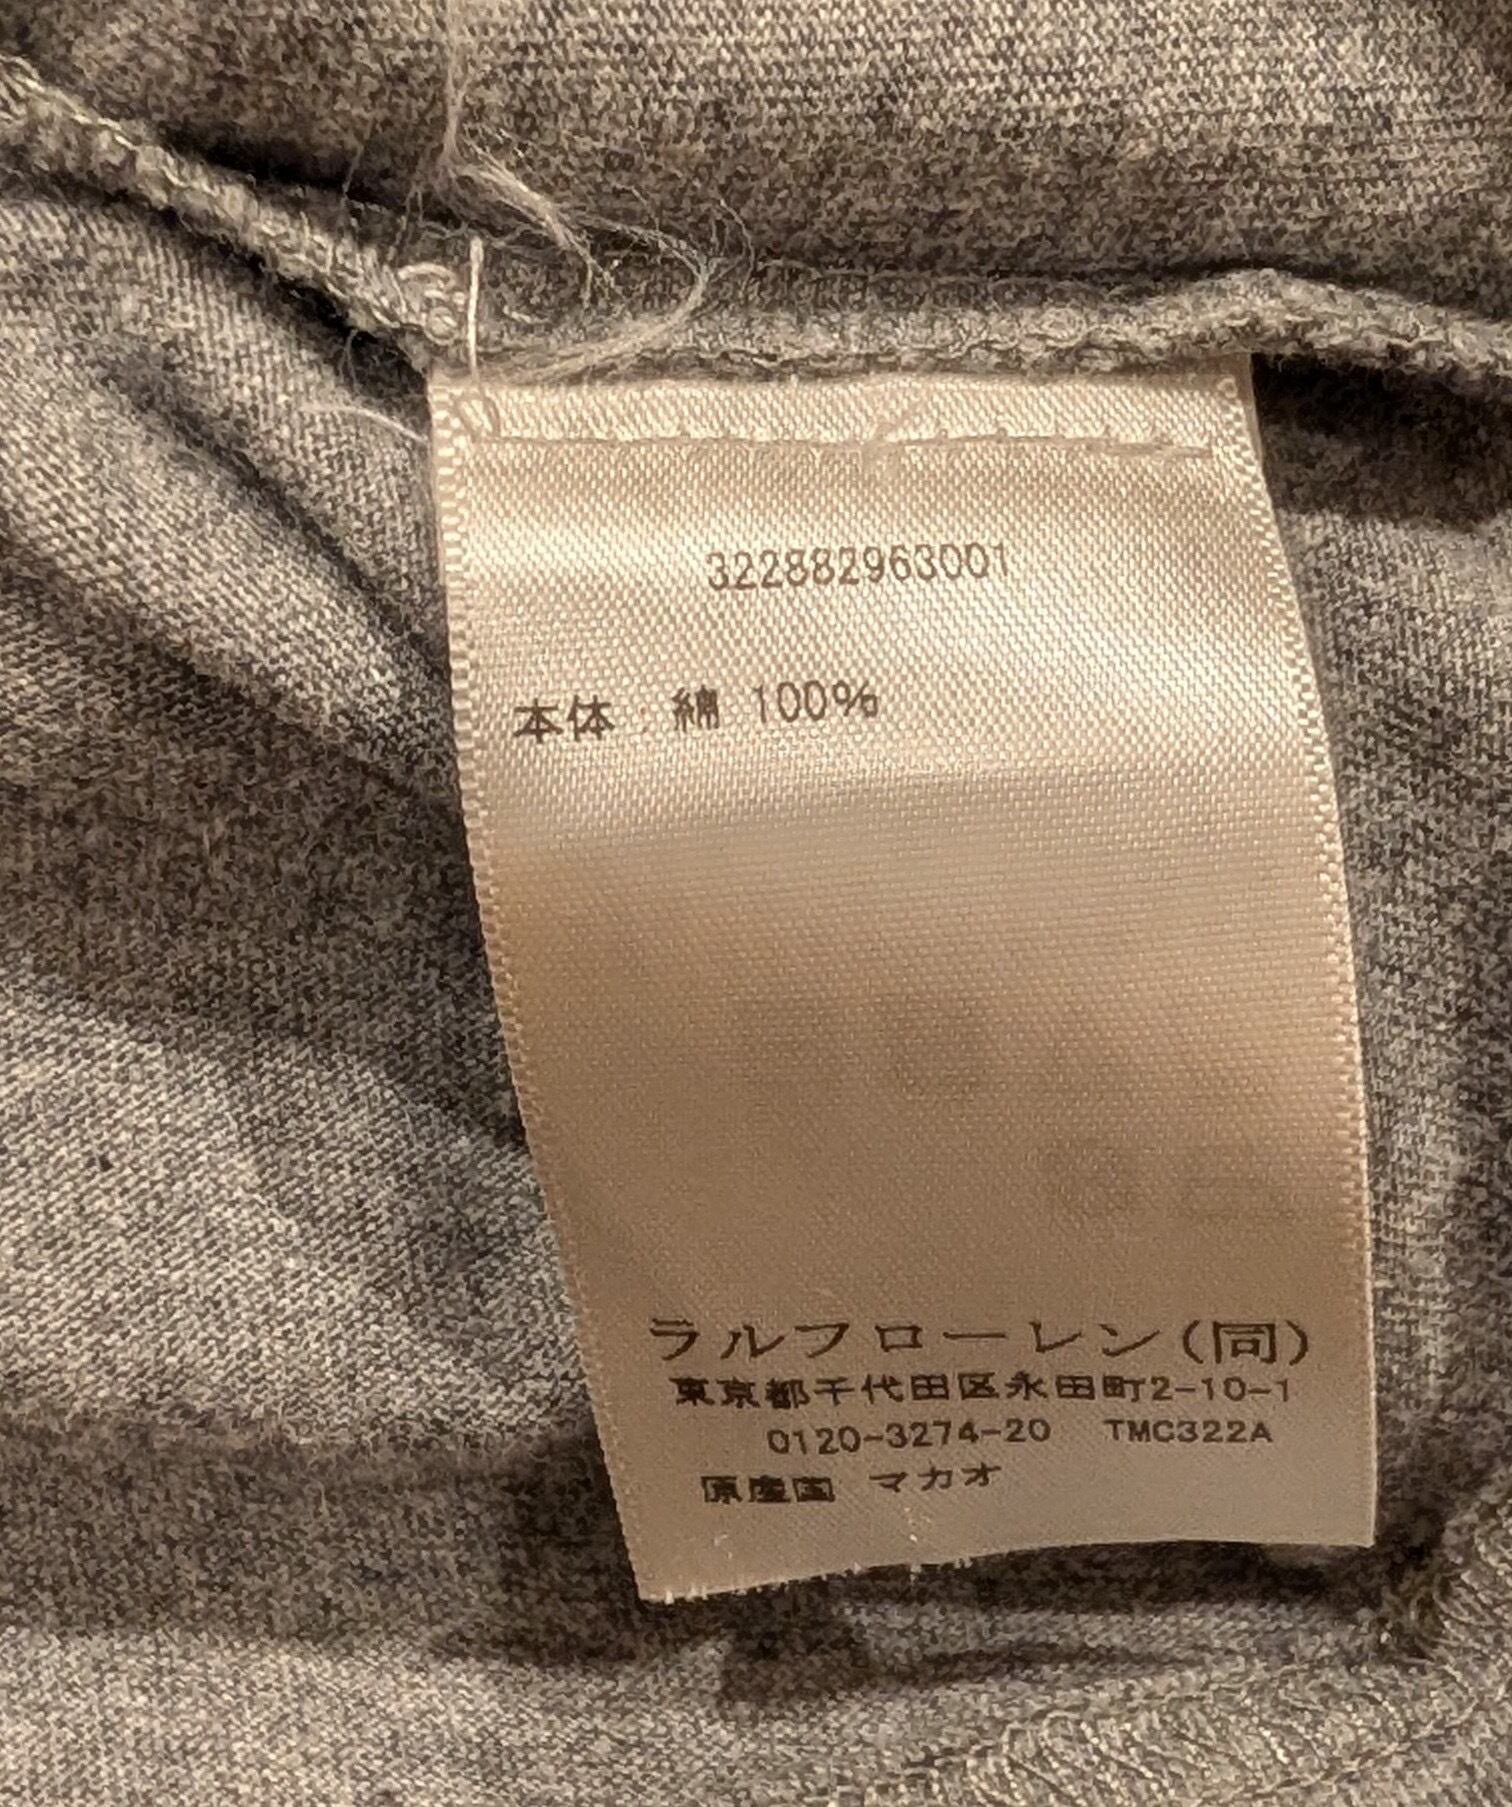 322882963001
本体 : 綿 100%
ラルフローレン(同)
東京都千代田区永田町2-10-1
0120-3274-20 TMC322A
原産国 マカオ